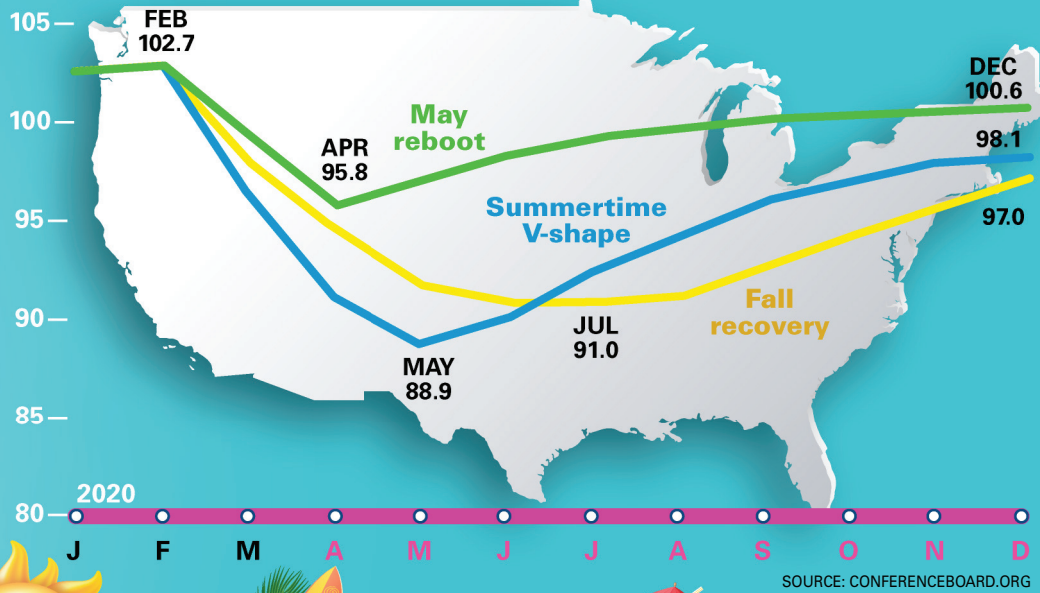 105
FEB
102.7
DEC
100.6
100
May
reboot
APR
95.8
98.1
95
Summertime
V-shape
97.0
90
Fall
recovery
JUL
91.0
MAY
88.9
85
2020
80
J F M A M J J A S O N D
SOURCE: CONFERENCEBOARD.ORG